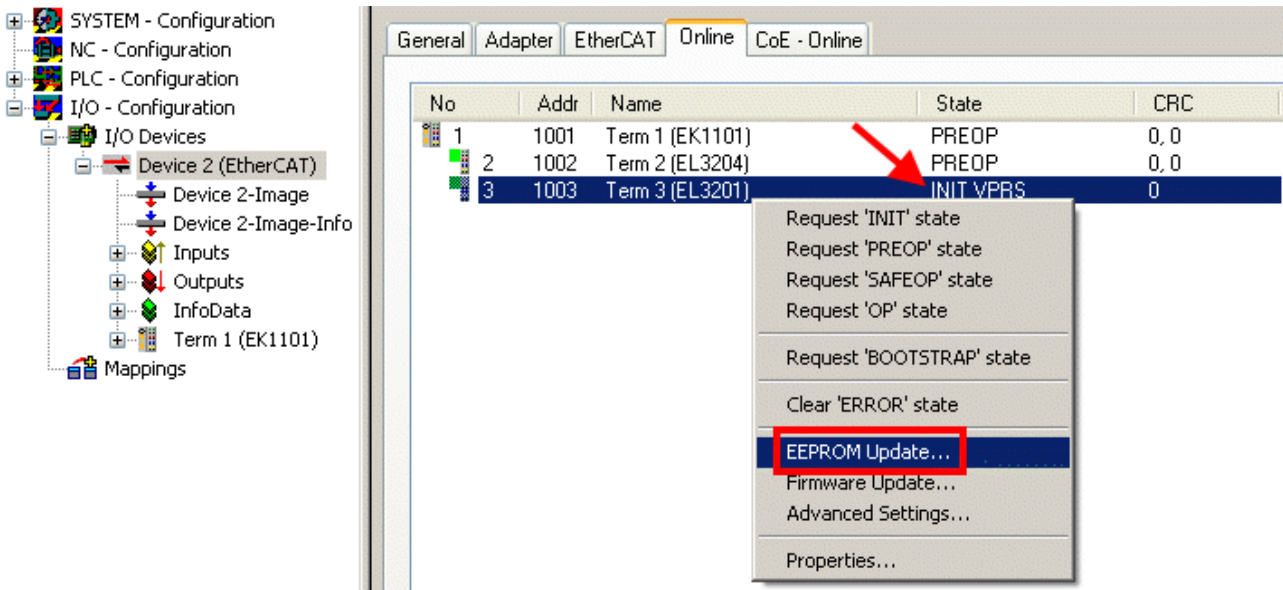 SYSTEM - Configuration
NC - Configuration
PLC - Configuration
I/O - Configuration
I/O Devices
Device 2 (EtherCAT)
Device 2-Image
Device 2-Image-Info
Inputs
Outputs
InfoData
Term 1 (EK1101)
Mappings
General Adapter EtherCAT Online CoE - Online
No Addr Name State CRC
1 1001 Term 1 (EK1101) PREOP 0, 0
2 1002 Term 2 (EL3204) PREOP 0, 0
3 1003 Term 3 (EL3201) INIT VPRS 0
Request 'INIT' state
Request 'PREOP' state
Request 'SAFEOP' state
Request 'OP' state
Request 'BOOTSTRAP' state
Clear 'ERROR' state
EEPROM Update...
Firmware Update...
Advanced Settings...
Properties...